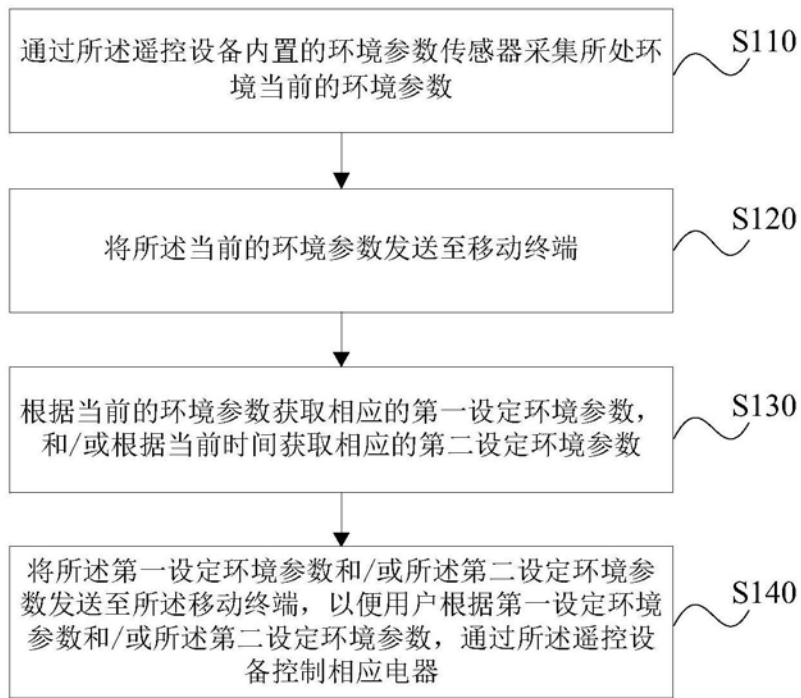 通过所述遥控设备内置的环境参数传感器采集所处环
境当前的环境参数
S110
将所述当前的环境参数发送至移动终端
S120
根据当前的环境参数获取相应的第一设定环境参数，
和/或根据当前时间获取相应的第二设定环境参数
S130
将所述第一设定环境参数和/或所述第二设定环境参
数发送至所述移动终端，以便用户根据第一设定环境
参数和/或所述第二设定环境参数，通过所述遥控设
备控制相应电器
S140